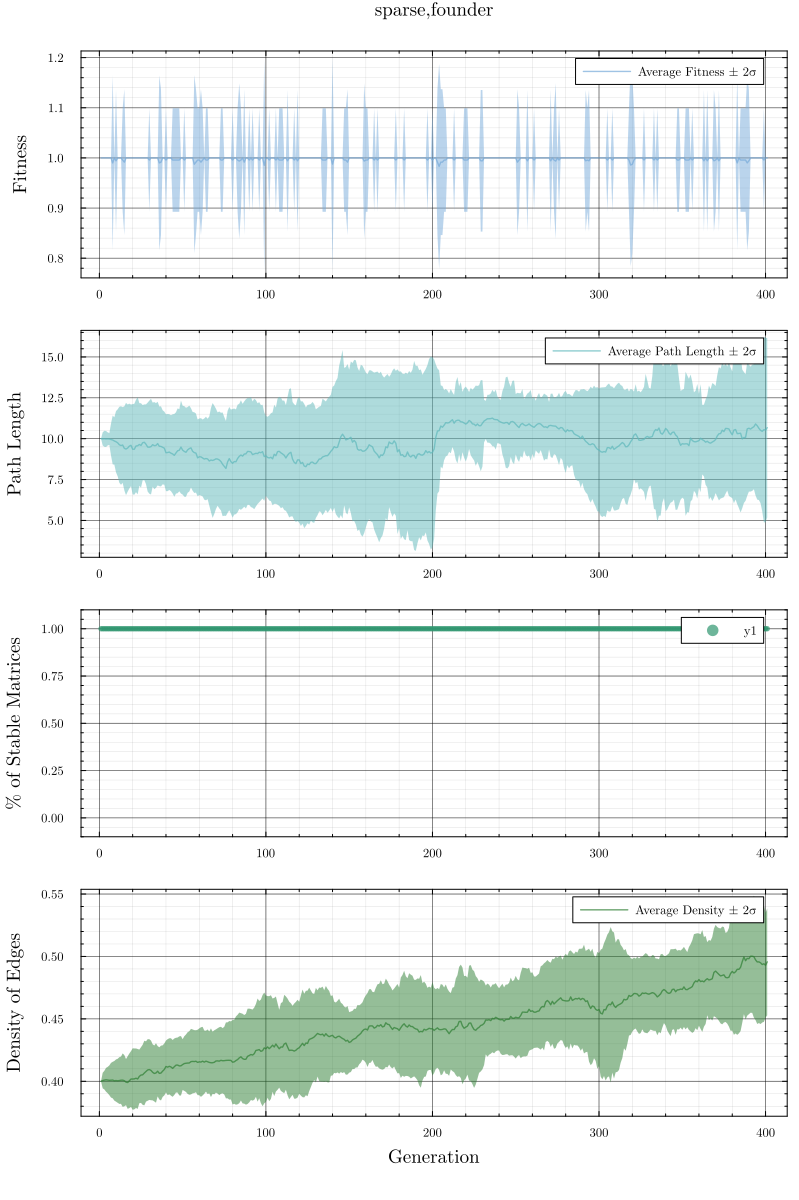 sparse,founder
1.2
1.1
1.0
0.9
0.8
Fitness
Average Fitness ± 2σ
0 100 200 300 400
15.0
12.5
10.0
7.5
5.0
Path Length
Average Path Length ± 2σ
0 100 200 300 400
1.00
0.75
0.50
0.25
0.00
% of Stable Matrices
y1
0 100 200 300 400
0.55
0.50
0.45
0.40
Density of Edges
Average Density ± 2σ
0 100 200 300 400
Generation